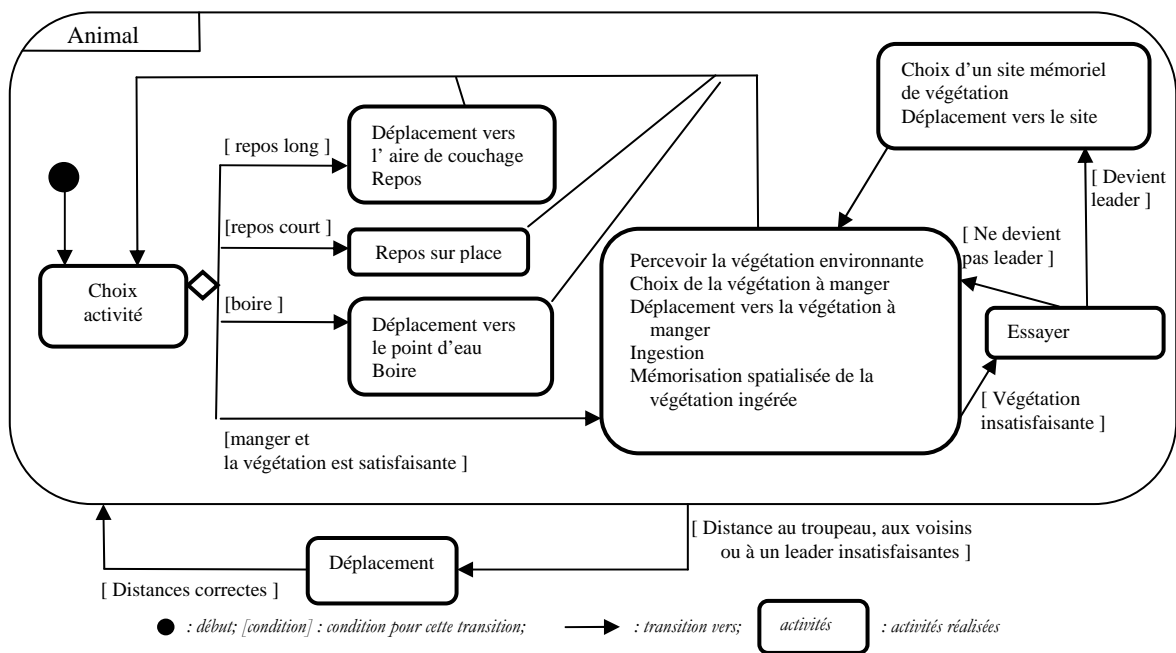 Animal
Choix d’un site mémoriel
de végétation
Déplacement vers le site
Déplacement vers
l’ aire de couchage
Repos
[ repos long ]
[ Devient
leader ]
[repos court ]
Repos sur place
[ Ne devient
pas leader ]
Percevoir la végétation environnante
Choix de la végétation à manger
Déplacement vers la végétation à
manger
Ingestion
Mémorisation spatialisée de la
végétation ingérée
Choix
activité
[boire ]
Déplacement vers
le point d’eau
Boire
Essayer
[ Végétation
insatisfaisante ]
[manger et
la végétation est satisfaisante ]
[ Distance au troupeau, aux voisins
ou à un leader insatisfaisantes ]
Déplacement
[ Distances correctes ]
: début; [condition] : condition pour cette transition; : transition vers; activités : activités réalisées